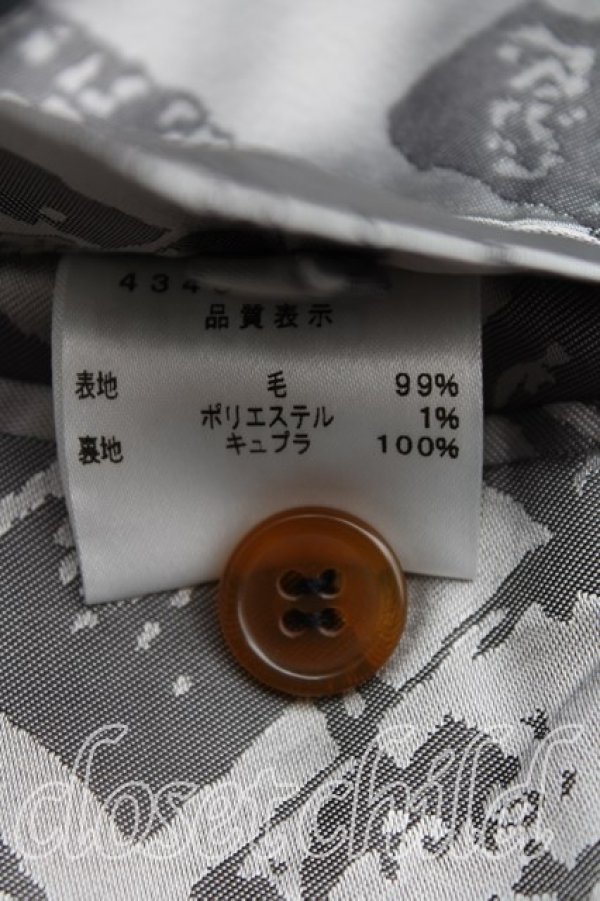 434
品質表示
表地 毛 99%
ポリエステル 1%
裏地 キュプラ 100%
closet child